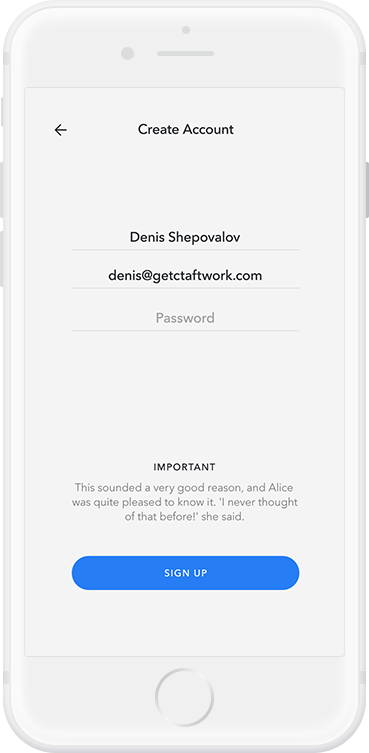 Create Account
Denis Shepovalov
denis@getctaftwork.com
Password
IMPORTANT
This sounded a very good reason, and Alice
was quite pleased to know it. 'I never thought
of that before!' she said.
SIGN UP